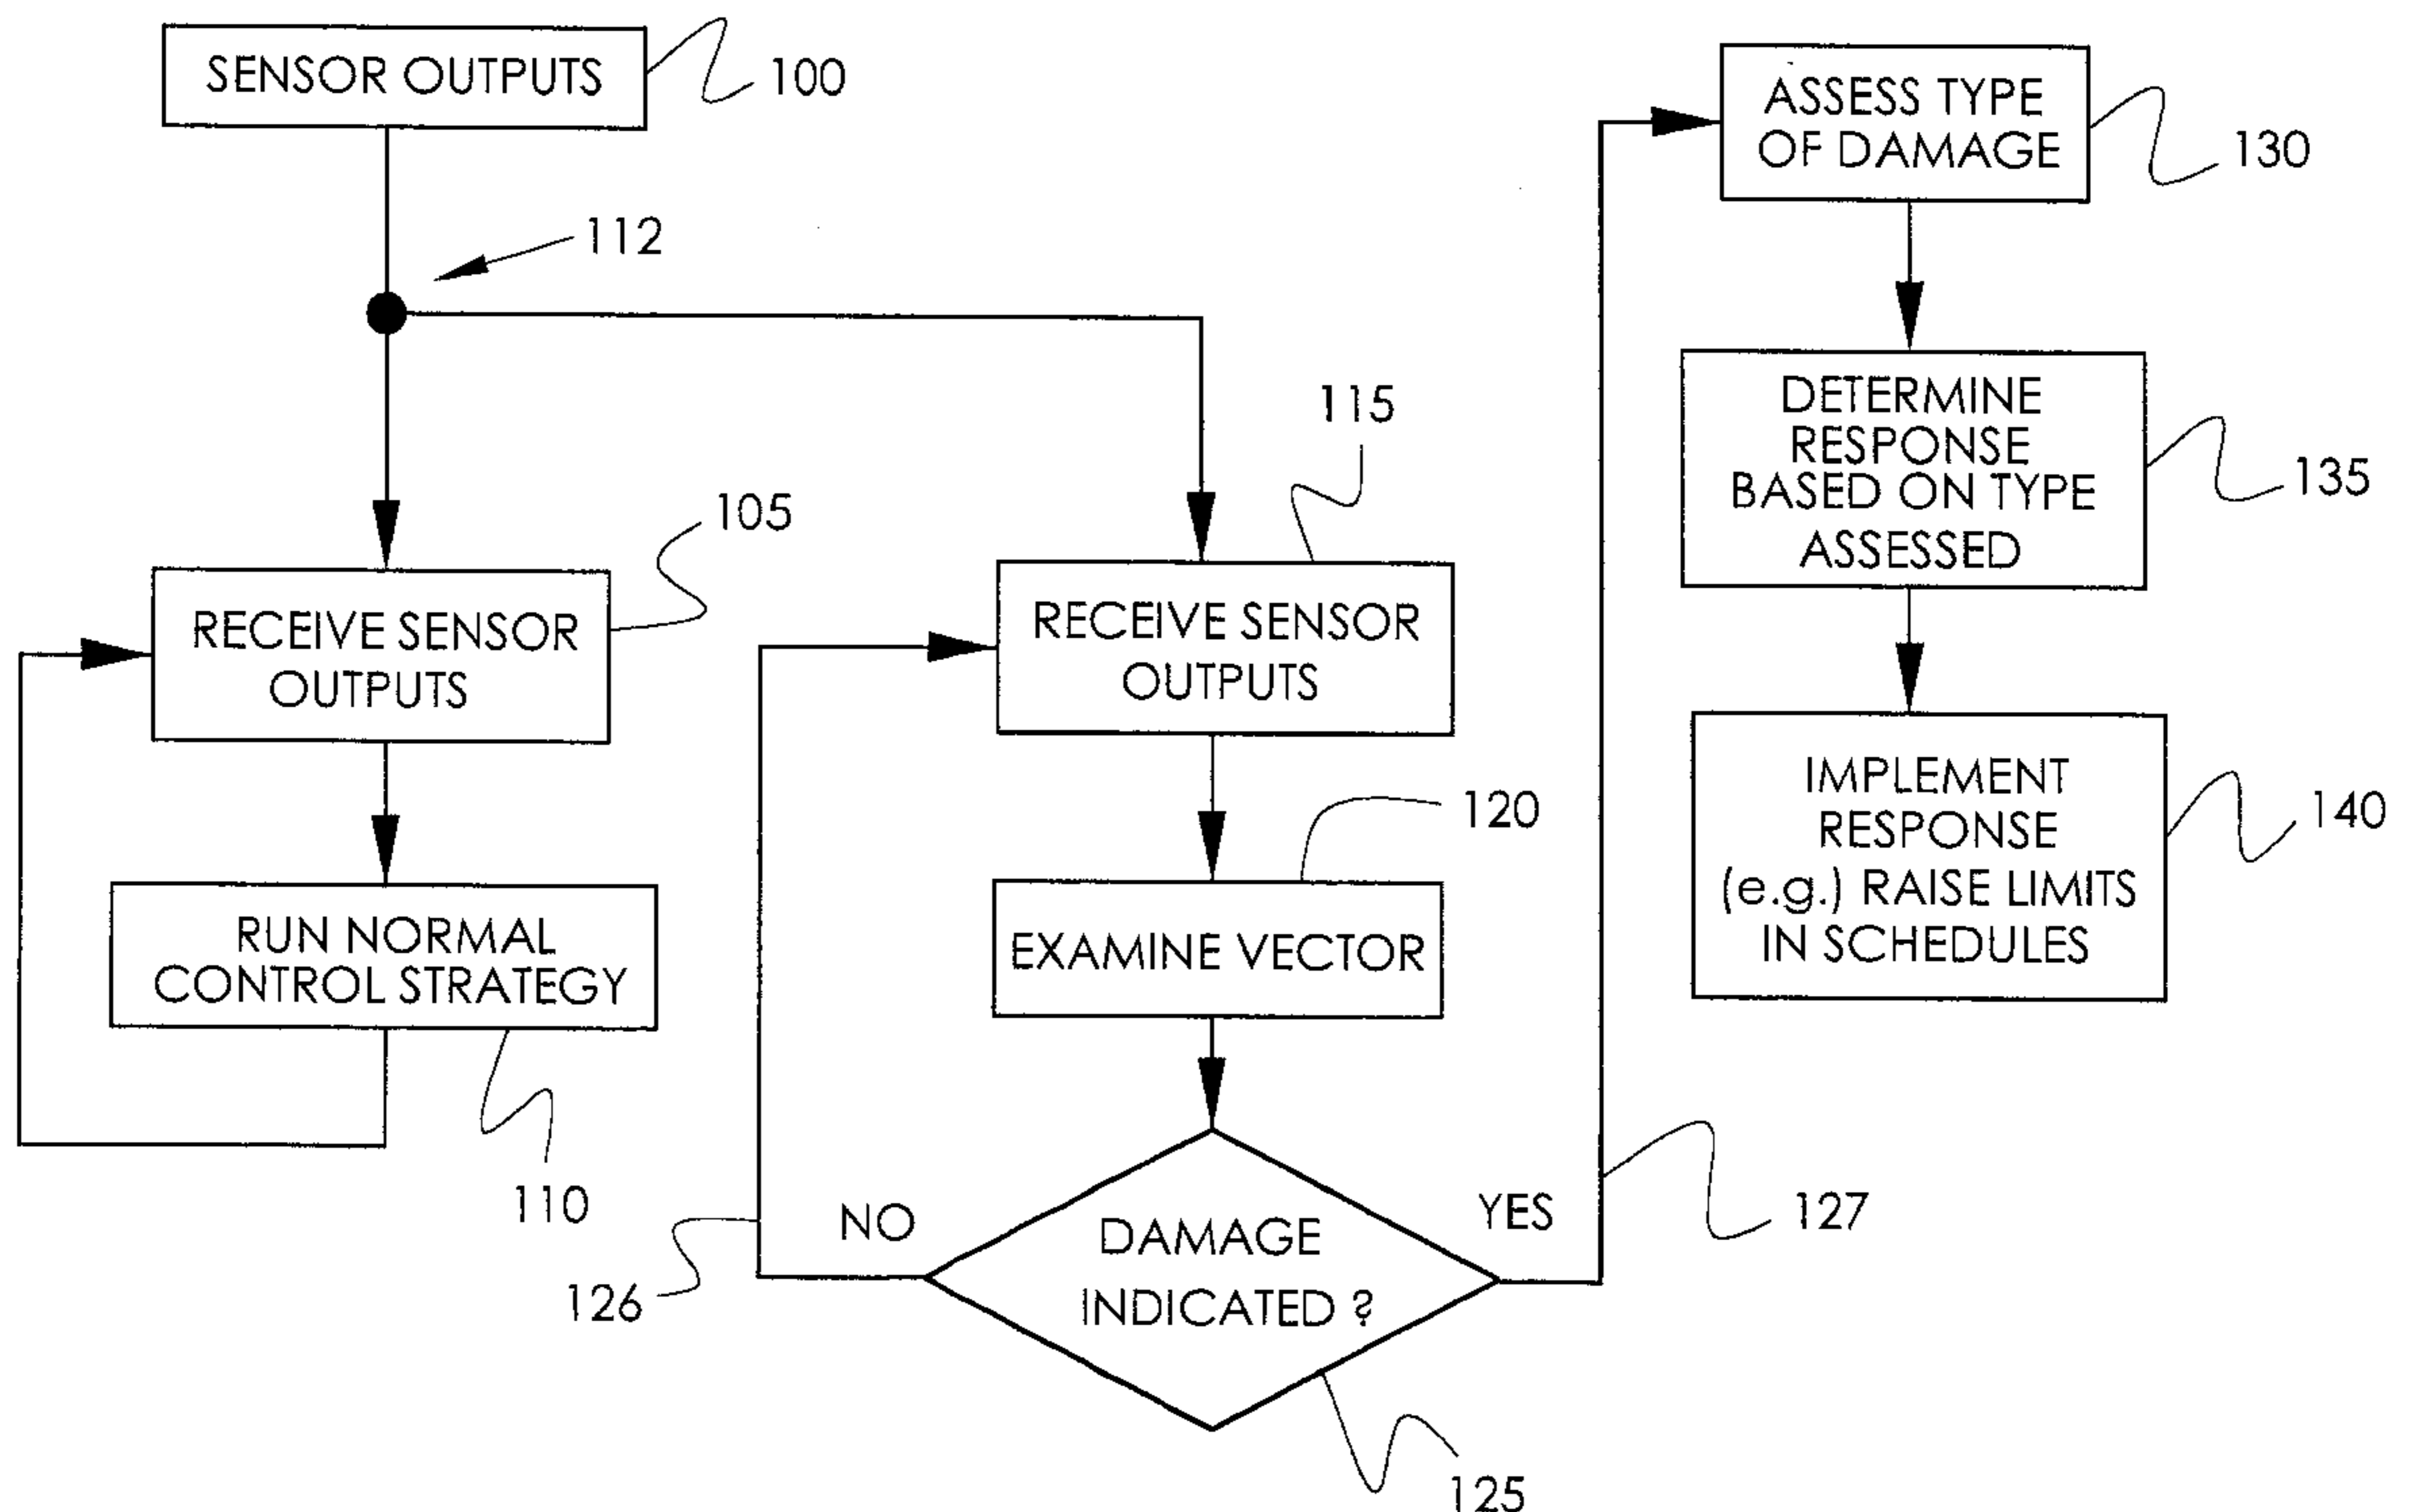 SENSOR OUTPUTS
100
112
105
RECEIVE SENSOR
OUTPUTS
RUN NORMAL
CONTROL STRATEGY
110
115
RECEIVE SENSOR
OUTPUTS
120
EXAMINE VECTOR
DAMAGE
INDICATED ?
NO
126
YES
127
125
ASSESS TYPE
OF DAMAGE
130
DETERMINE
RESPONSE
BASED ON TYPE
ASSESSED
135
IMPLEMENT
RESPONSE
(e.g.) RAISE LIMITS
IN SCHEDULES
140